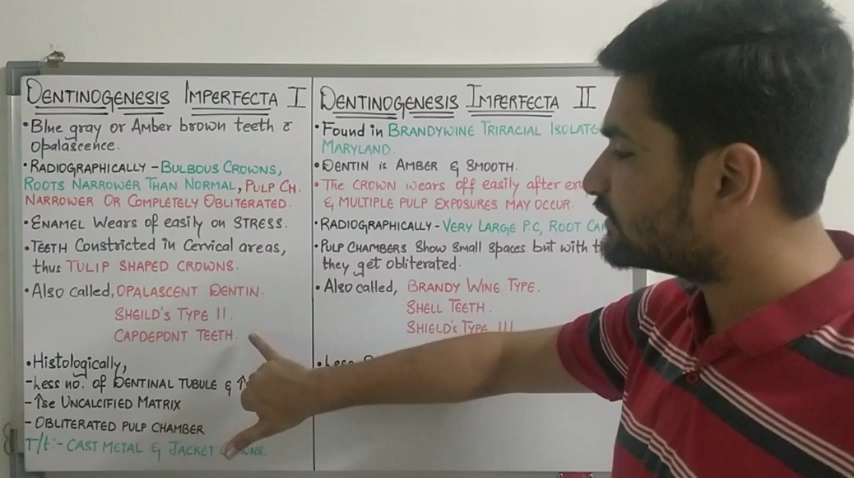 DENTINOGENESIS IMPERFECTA I
• Blue gray or Amber brown teeth c̄
opalascence.
• RADIOGRAPHICALLY – BULBOUS CROWNS,
ROOTS NARROWER THAN NORMAL, PULP CH.
NARROWER OR COMPLETELY OBLITERATED.
• ENAMEL Wears of easily on STRESS.
• TEETH Constricted in Cervical areas,
thus TULIP SHAPED CROWNS.
• Also called, OPALASCENT DENTIN.
SHEILD'S TYPE II.
CAPDEPONT TEETH.
• Histologically,
- Less no. of DENTINAL TUBULE & ↑
- ↑se UNCALCIFIED MATRIX
- OBLITERATED PULP CHAMBER
T/t:- CAST METAL & JACKET
DENTINOGENESIS IMPERFECTA II
• Found in BRANDYWINE TRIRACIAL ISOLATE
MARYLAND.
• DENTIN is AMBER & SMOOTH.
• The CROWN wears off easily after
& MULTIPLE PULP EXPOSURES MAY OCCUR.
• RADIOGRAPHICALLY - VERY LARGE P.C, ROOT
• PULP CHAMBERS Show Small Spaces but with
they get obliterated.
• Also called, BRANDY WINE TYPE.
SHELL TEETH.
SHIELD'S TYPE III
• Less